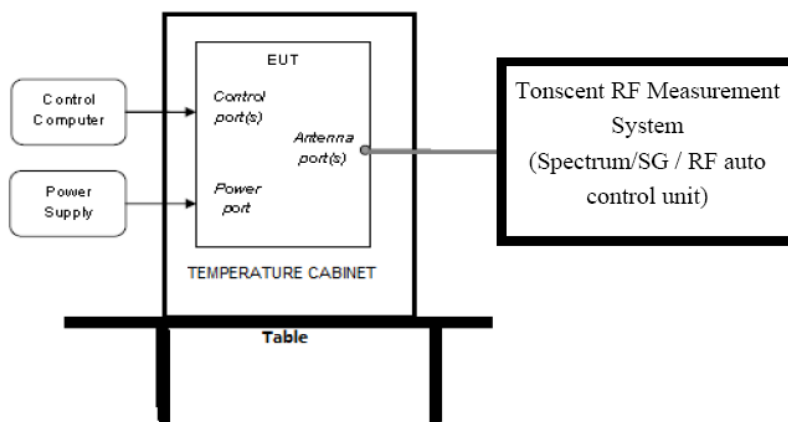 EUT
Control
Computer
Control
port(s)
Antenna
port(s)
Power
Supply
Power
port
TEMPERATURE CABINET
Table
Tonscent RF Measurement
System
(Spectrum/SG / RF auto
control unit)